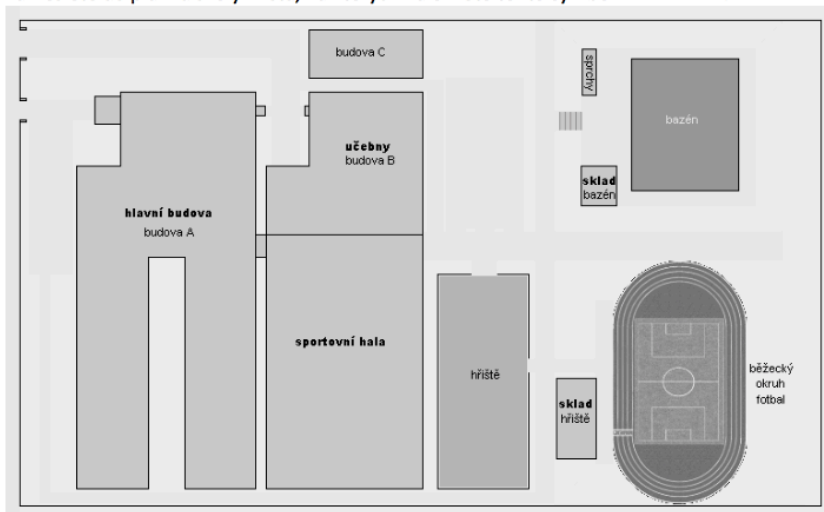 budova C
sprchy
bazén
učebny
budova B
sklad
bazén
hlavní budova
budova A
sportovní hala
hřiště
sklad
hřiště
běžecký
okruh
fotbal